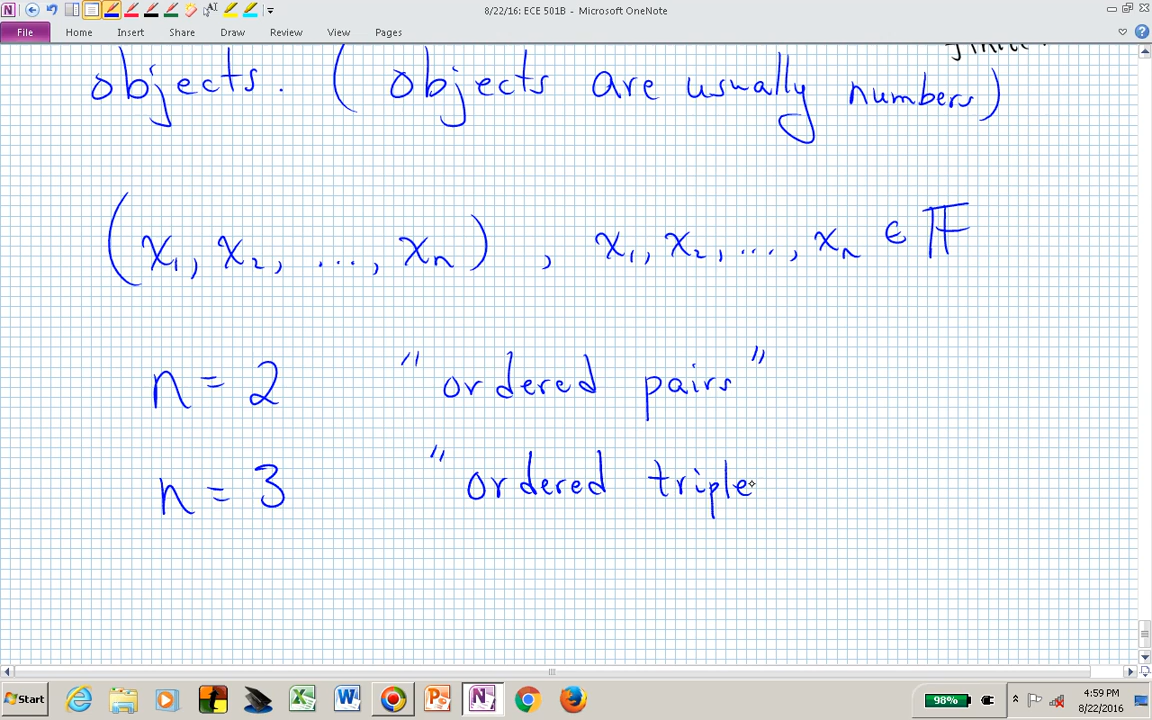 8/22/16: ECE 501B - Microsoft OneNote
File Home Insert Share Draw Review View Pages
finite.
objects. ( objects are usually numbers)
(x₁, x₂, ..., xₙ) , x₁, x₂, ..., xₙ ∈ 𝔽
n = 2 "ordered pairs"
n = 3 "ordered triple
Start
98%
4:59 PM
8/22/2016